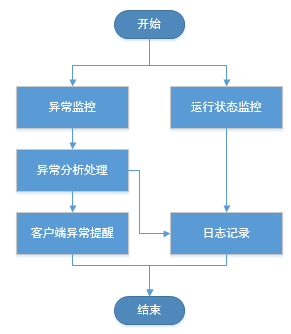 开始
异常监控
运行状态监控
异常分析处理
客户端异常提醒
日志记录
结束